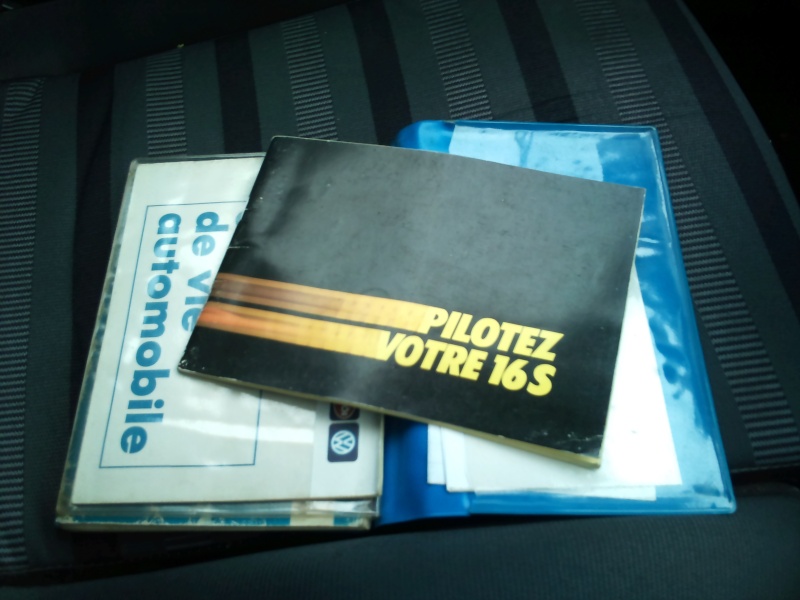 PILOTEZ
VOTRE 16S
de vie
automobile